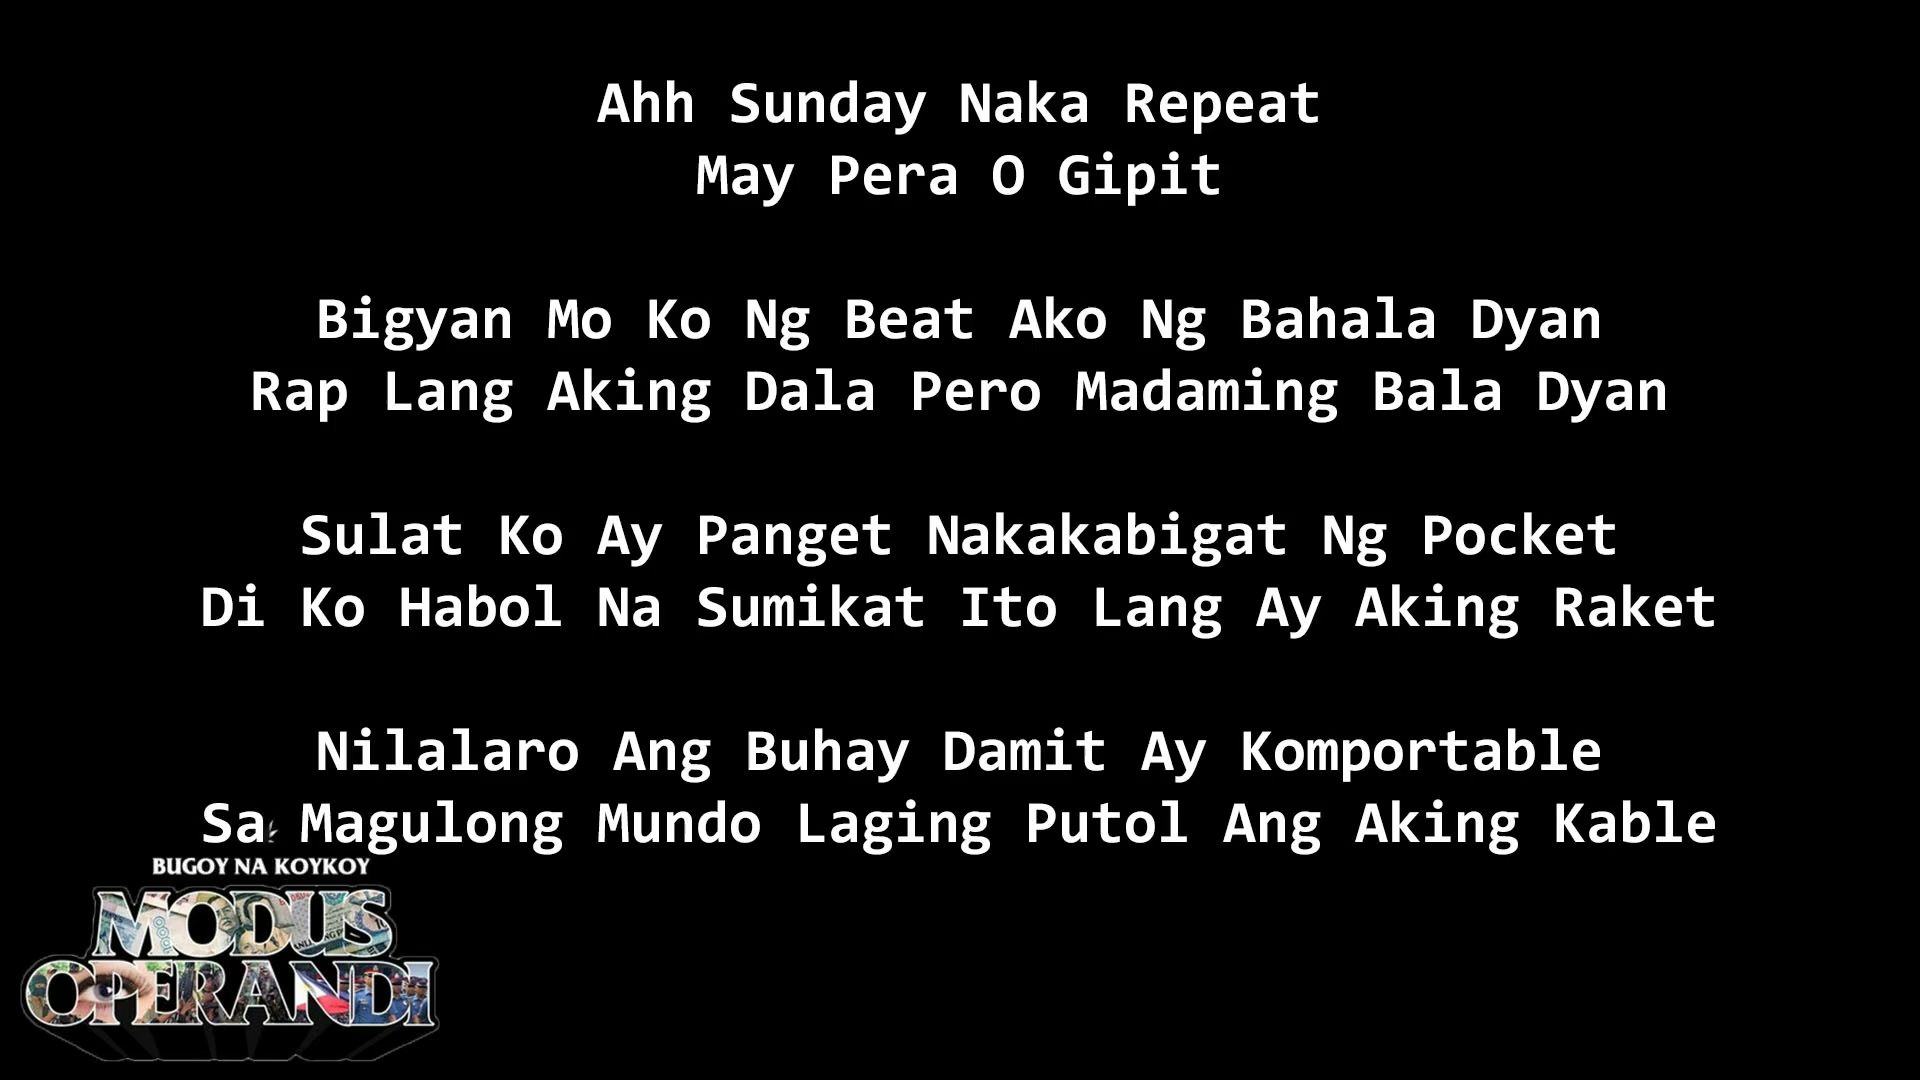 Ahh Sunday Naka Repeat
May Pera O Gipit
Bigyan Mo Ko Ng Beat Ako Ng Bahala Dyan
Rap Lang Aking Dala Pero Madaming Bala Dyan
Sulat Ko Ay Panget Nakakabigat Ng Pocket
Di Ko Habol Na Sumikat Ito Lang Ay Aking Raket
Nilalaro Ang Buhay Damit Ay Komportable
Sa Magulong Mundo Laging Putol Ang Aking Kable
BUGOY NA KOYKOY
MODUS
OPERANDI